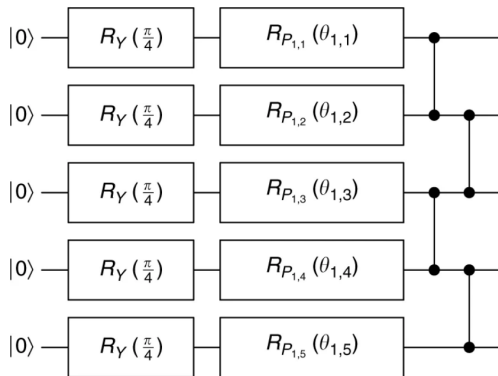 |0⟩ R_Y(π/4) R_{P_{1,1}}(θ_{1,1})
|0⟩ R_Y(π/4) R_{P_{1,2}}(θ_{1,2})
|0⟩ R_Y(π/4) R_{P_{1,3}}(θ_{1,3})
|0⟩ R_Y(π/4) R_{P_{1,4}}(θ_{1,4})
|0⟩ R_Y(π/4) R_{P_{1,5}}(θ_{1,5})